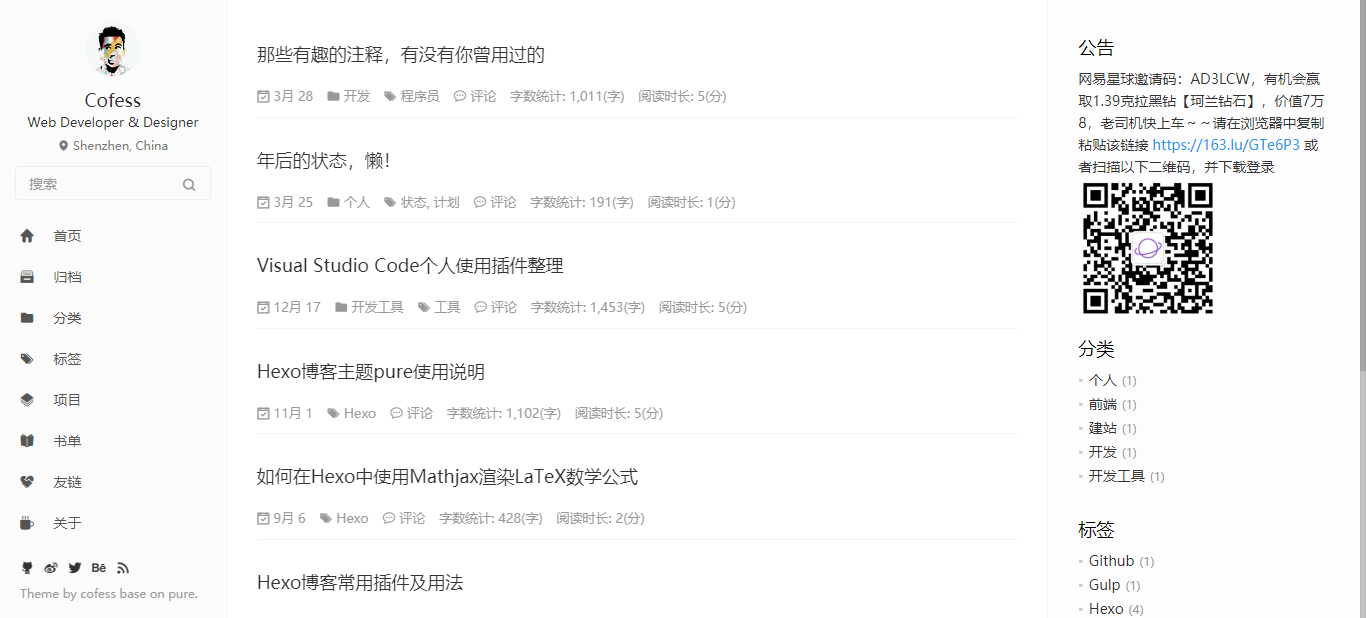 Cofess
Web Developer & Designer
Shenzhen, China
搜索
首页
归档
分类
标签
项目
书单
友链
关于
Bē
Theme by cofess base on pure.
那些有趣的注释，有没有你曾用过的
3月 28 开发 程序员 评论 字数统计: 1,011(字) 阅读时长: 5(分)
年后的状态，懒！
3月 25 个人 状态, 计划 评论 字数统计: 191(字) 阅读时长: 1(分)
Visual Studio Code个人使用插件整理
12月 17 开发工具 工具 评论 字数统计: 1,453(字) 阅读时长: 5(分)
Hexo博客主题pure使用说明
11月 1 Hexo 评论 字数统计: 1,102(字) 阅读时长: 5(分)
如何在Hexo中使用Mathjax渲染LaTeX数学公式
9月 6 Hexo 评论 字数统计: 428(字) 阅读时长: 2(分)
Hexo博客常用插件及用法
公告
网易星球邀请码：AD3LCW，有机会赢
取1.39克拉黑钻【珂兰钻石】，价值7万
8，老司机快上车～～请在浏览器中复制
粘贴该链接 https://163.lu/GTe6P3 或
者扫描以下二维码，并下载登录
分类
个人 (1)
前端 (1)
建站 (1)
开发 (1)
开发工具 (1)
标签
Github (1)
Gulp (1)
Hexo (4)